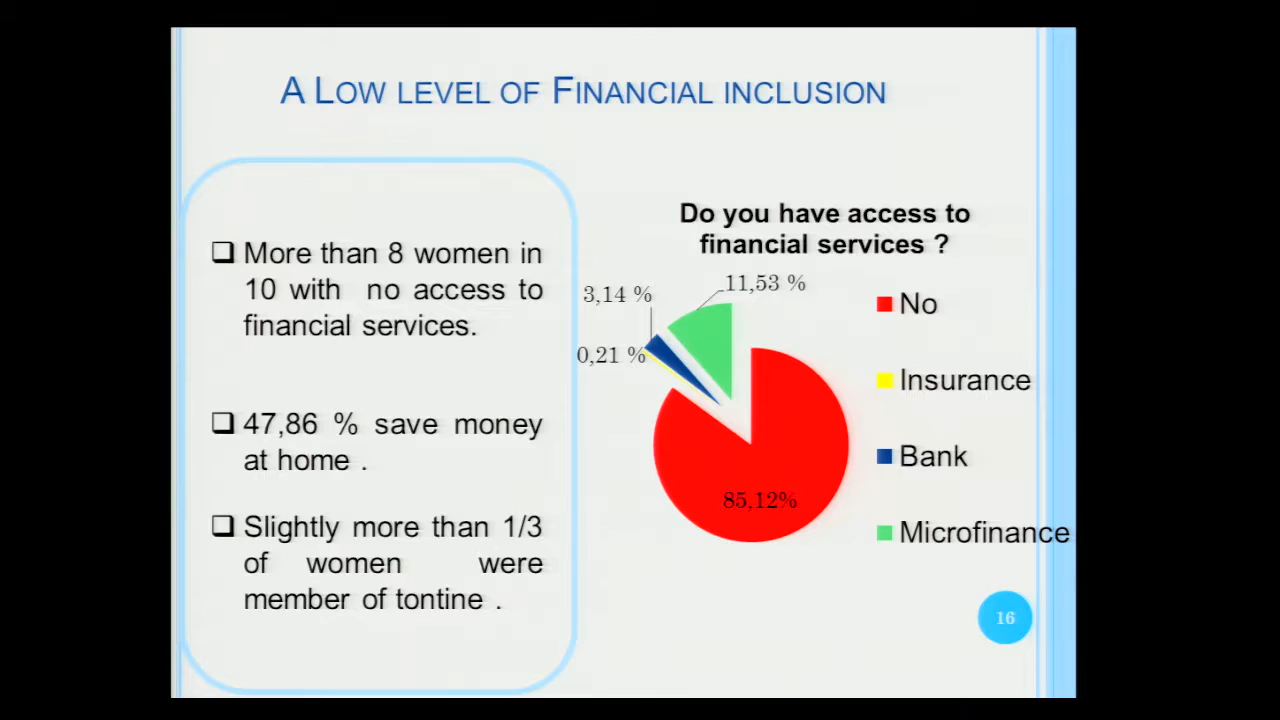 A LOW LEVEL OF FINANCIAL INCLUSION
❑ More than 8 women in
10 with no access to
financial services.
❑ 47,86 % save money
at home .
❑ Slightly more than 1/3
of women were
member of tontine .
Do you have access to
financial services ?
11,53 %
3,14 %
0,21 %
85,12%
No
Insurance
Bank
Microfinance
16